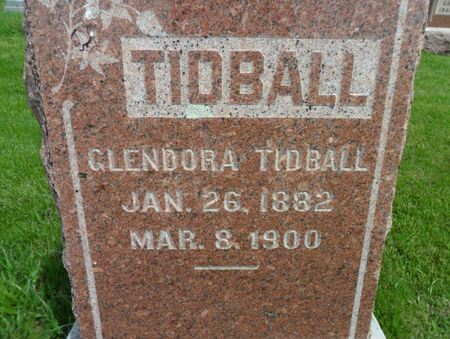 TIDBALL
GLENDORA TIDBALL
JAN. 26, 1882
MAR. 8, 1900